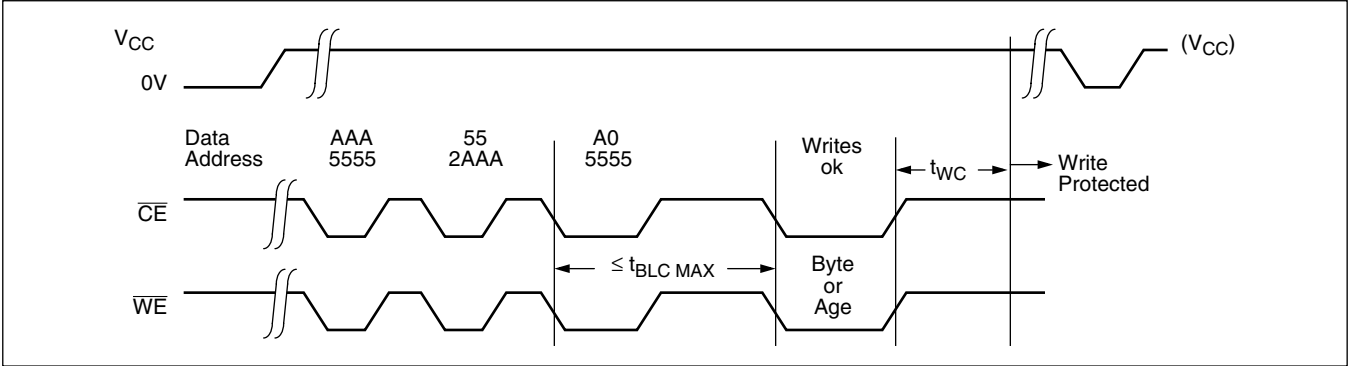 VCC
(VCC)
0V
Data AAA 55 A0 Writes
Address 5555 2AAA 5555 ok
tWC
Write
Protected
CE
≤ tBLC MAX
Byte
or
Age
WE